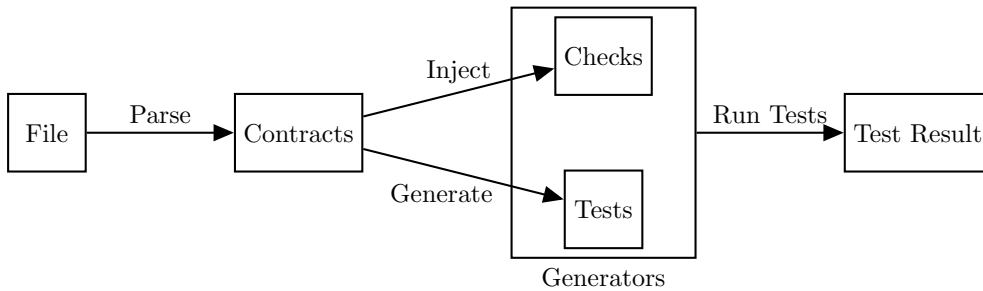 File
Parse
Contracts
Inject
Generate
Checks
Tests
Generators
Run Tests
Test Result